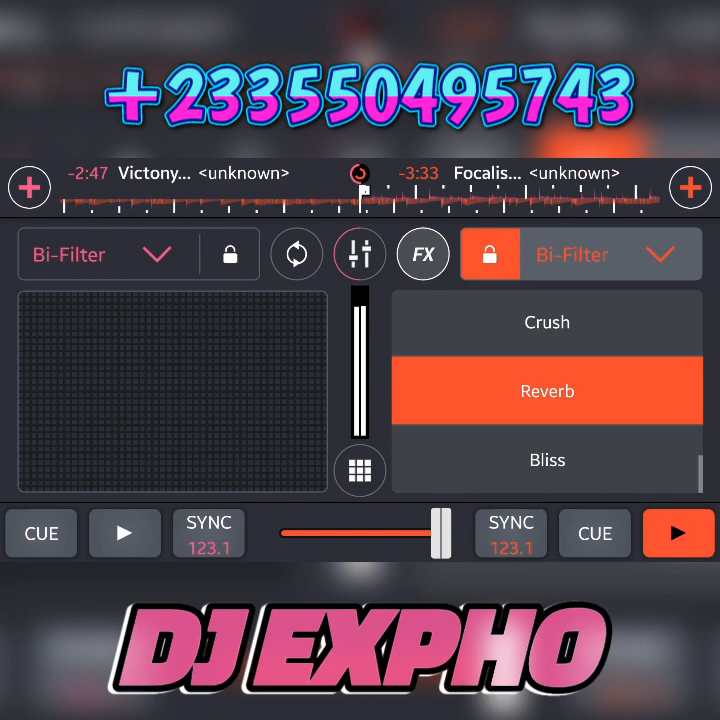 +233550495743
-2:47 Victony... <unknown> -3:33 Focalis... <unknown>
Bi-Filter FX Bi-Filter
Crush
Reverb
Bliss
CUE SYNC 123.1 SYNC 123.1 CUE
DJ EXPHO